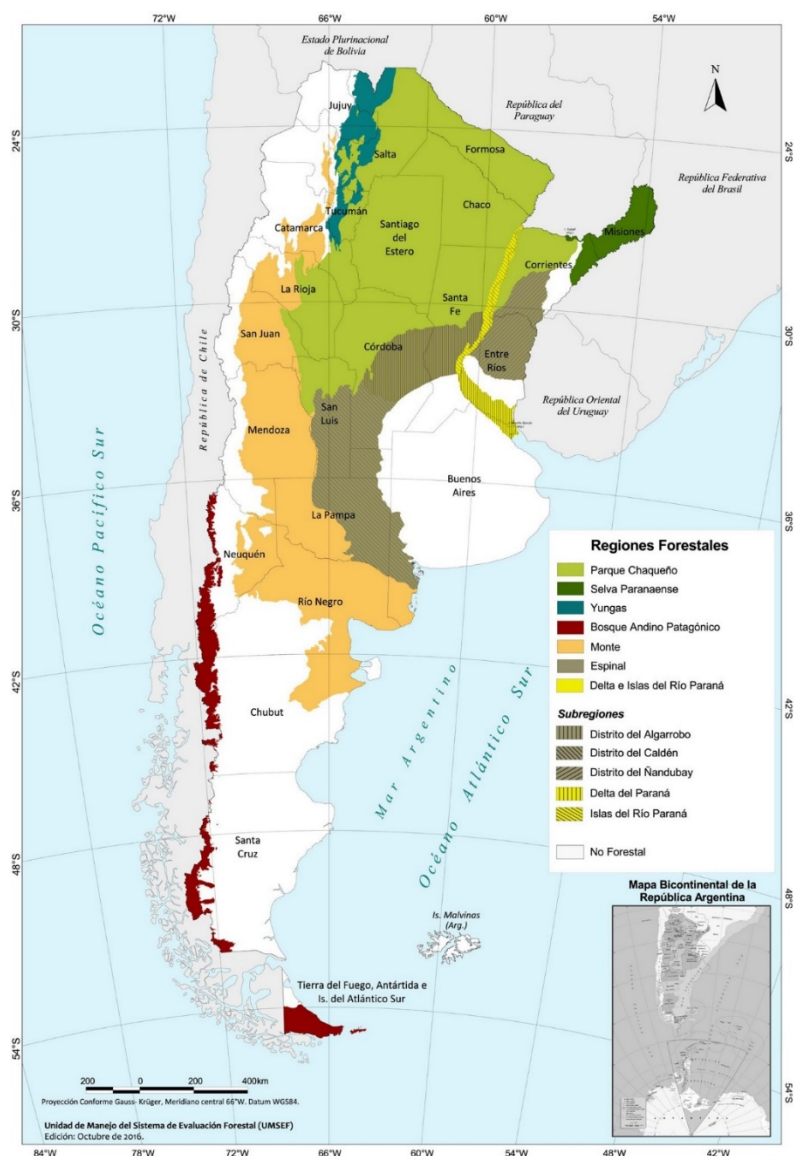 72°W
66°W
60°W
54°W
Estado Plurinacional
de Bolivia
N
República del
Paraguay
República Federativa
del Brasil
24°S
24°S
Jujuy
Salta
Formosa
Chaco
Tucumán
Santiago
del
Estero
Misiones
Catamarca
Corrientes
La Rioja
Santa
Fe
30°S
30°S
San Juan
Córdoba
Entre
Ríos
República de Chile
San
Luis
República Oriental
del Uruguay
Mendoza
Buenos
Aires
36°S
36°S
La Pampa
Océano Pacífico Sur
Neuquén
Río Negro
Regiones Forestales
Parque Chaqueño
Selva Paranaense
Yungas
Bosque Andino Patagónico
Monte
Espinal
Delta e Islas del Río Paraná
Subregiones
Distrito del Algarrobo
Distrito del Caldén
Distrito del Ñandubay
Delta del Paraná
Islas del Río Paraná
No Forestal
42°S
42°S
Chubut
Mar Argentino
Océano Atlántico Sur
Santa
Cruz
48°S
48°S
Mapa Bicontinental de la
República Argentina
Is. Malvinas
(Arg.)
Tierra del Fuego, Antártida e
Is. del Atlántico Sur
54°S
54°S
200 0 200 400km
Proyección Conforme Gauss- Krüger, Meridiano central 66°W. Datum WGS84.
Unidad de Manejo del Sistema de Evaluación Forestal (UMSEF)
Edición: Octubre de 2016.
84°W
78°W
72°W
66°W
60°W
54°W
48°W
42°W